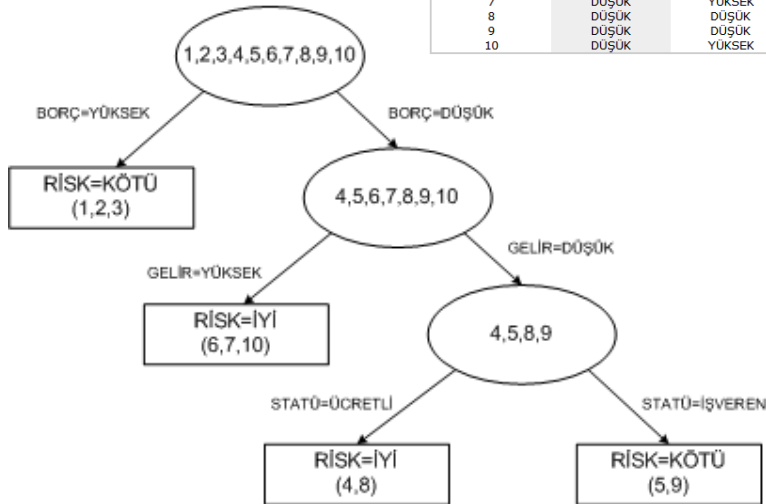 7 DÜŞÜK YÜKSEK
8 DÜŞÜK DÜŞÜK
9 DÜŞÜK DÜŞÜK
10 DÜŞÜK YÜKSEK
1,2,3,4,5,6,7,8,9,10
BORÇ=YÜKSEK
BORÇ=DÜŞÜK
RİSK=KÖTÜ
(1,2,3)
4,5,6,7,8,9,10
GELİR=YÜKSEK
GELİR=DÜŞÜK
RİSK=İYİ
(6,7,10)
4,5,8,9
STATÜ=ÜCRETLİ
STATÜ=İŞVEREN
RİSK=İYİ
(4,8)
RİSK=KÖTÜ
(5,9)